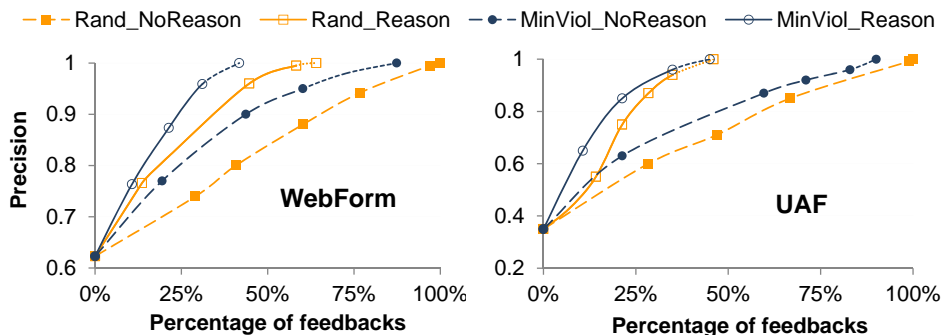 Rand_NoReason Rand_Reason MinViol_NoReason MinViol_Reason
Precision
1
0.9
0.8
0.7
0.6
0% 25% 50% 75% 100%
WebForm
Percentage of feedbacks
1
0.8
0.6
0.4
0.2
0% 25% 50% 75% 100%
UAF
Percentage of feedbacks